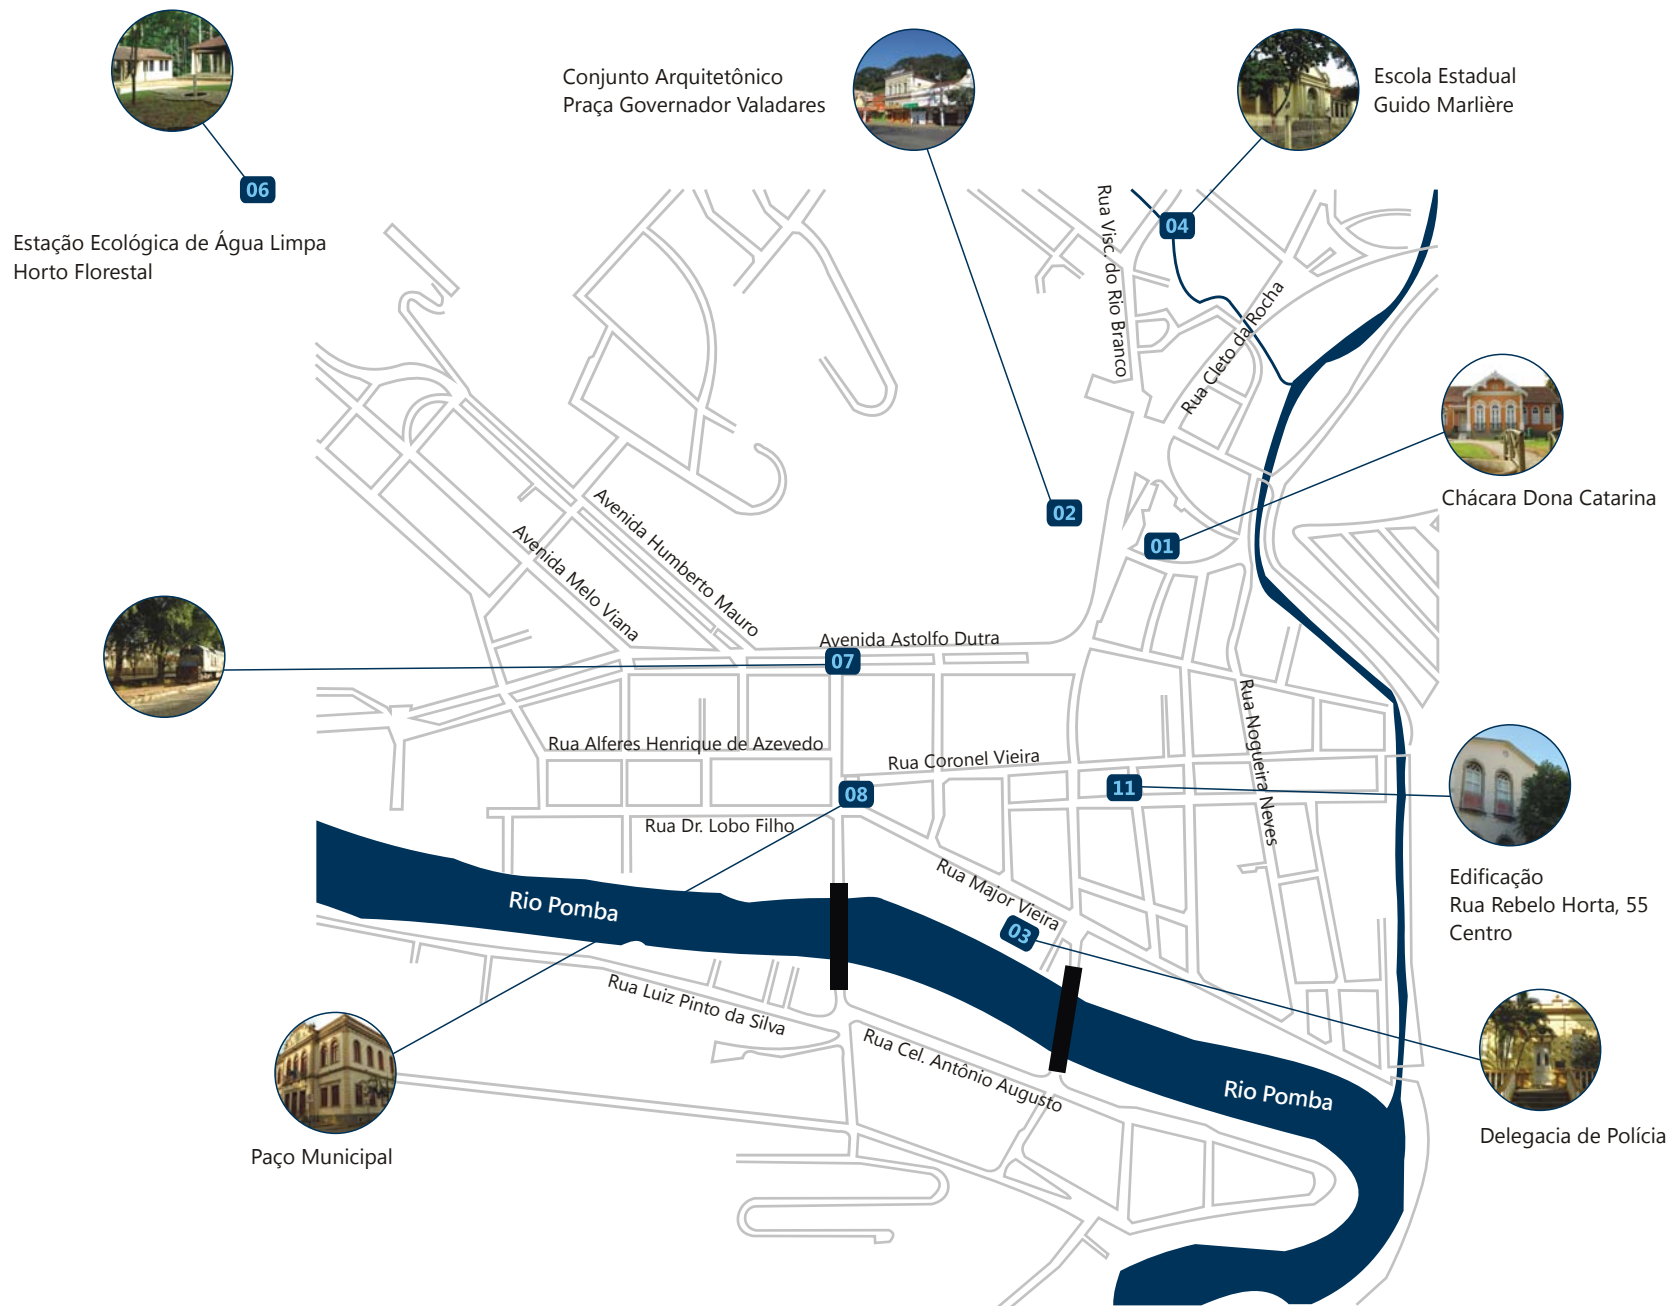 Conjunto Arquitetônico
Praça Governador Valadares
Escola Estadual
Guido Marlière
06
Estação Ecológica de Água Limpa
Horto Florestal
04
Rua Visc. do Rio Branco
Rua Cleto da Rocha
Chácara Dona Catarina
02
01
Avenida Humberto Mauro
Avenida Melo Viana
Avenida Astolfo Dutra
07
Rua Nogueira Neves
Rua Alferes Henrique de Azevedo
Rua Coronel Vieira
08
11
Rua Dr. Lobo Filho
Edificação
Rua Rebelo Horta, 55
Centro
Rua Major Vieira
Rio Pomba
03
Rua Luiz Pinto da Silva
Rua Cel. Antônio Augusto
Rio Pomba
Delegacia de Polícia
Paço Municipal